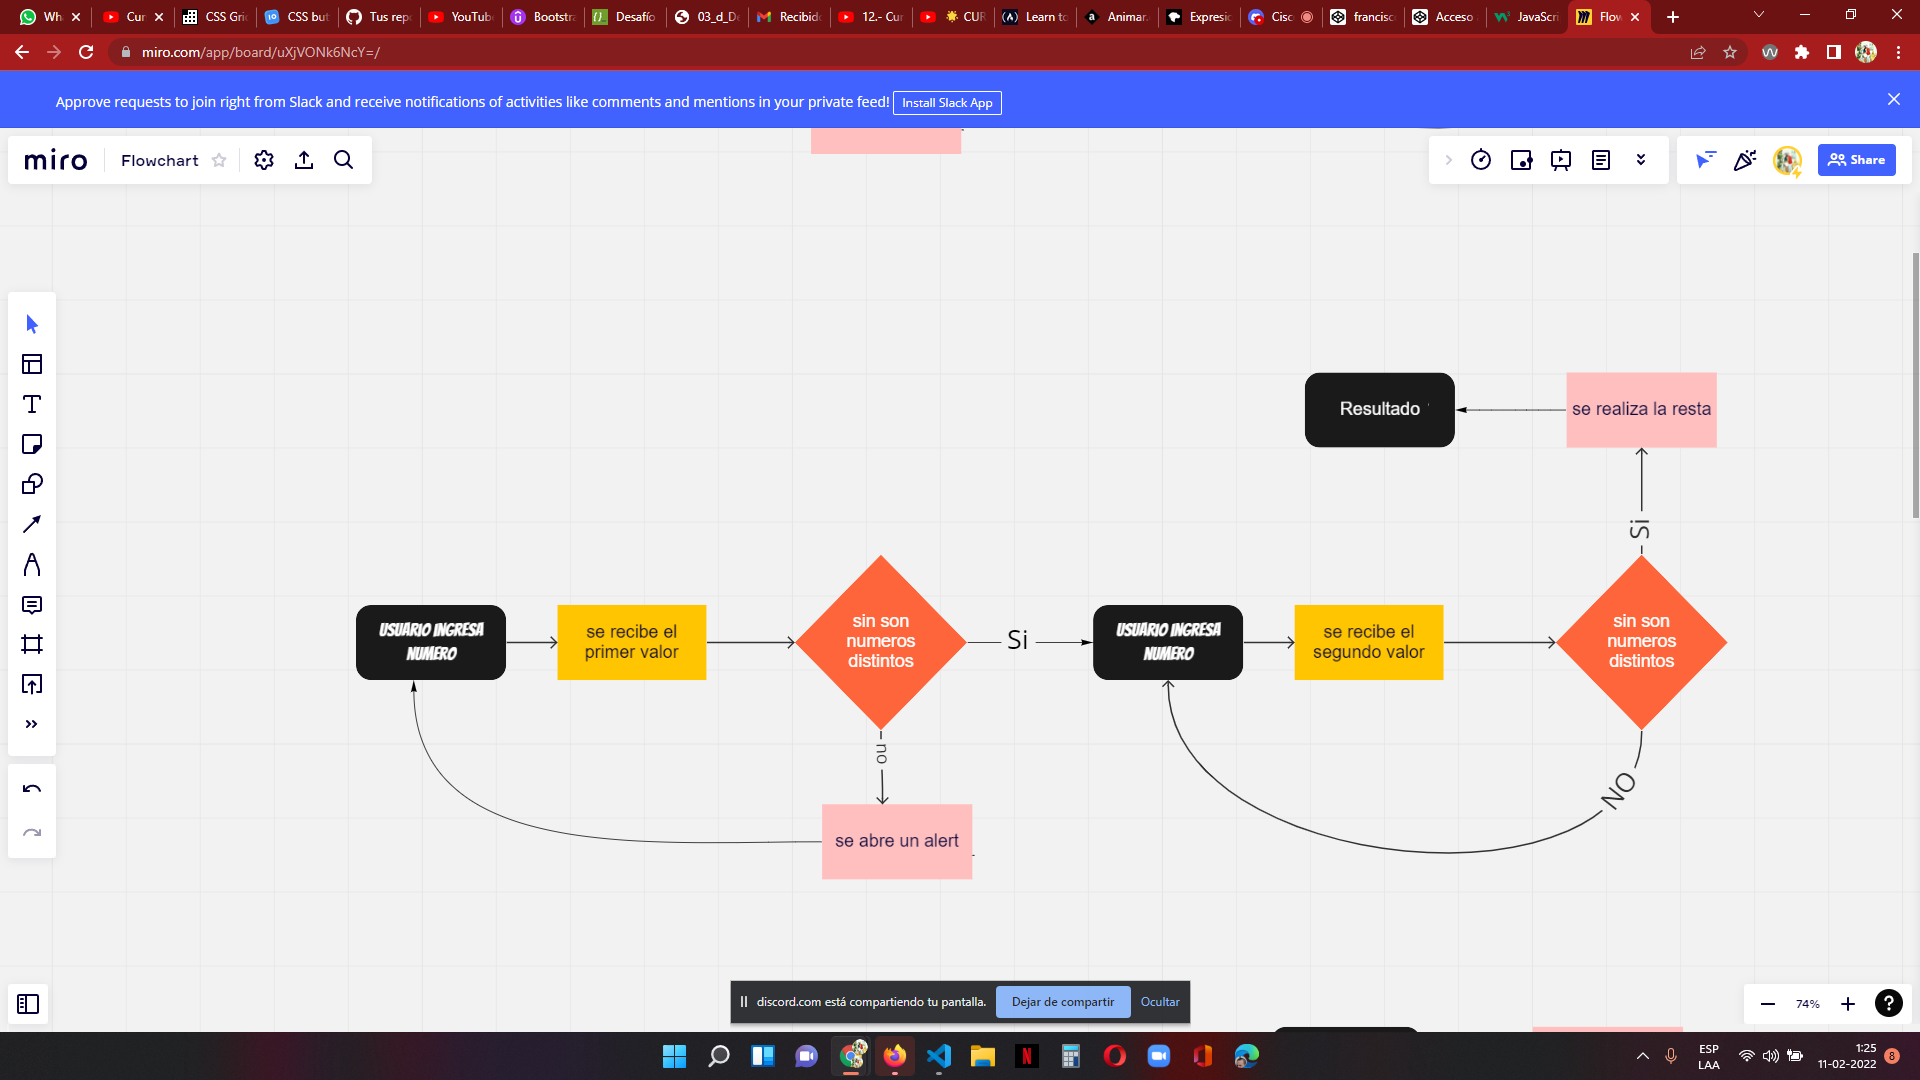 Wha
Cur
CSS Gri
CSS but
Tus rep
YouTub
Bootstra
Desafío
03_d_De
Recibido
12.- Cur
CUR
Learn to
Animar
Expresio
Cisc
francisc
Acceso
JavaScri
Flow
miro.com/app/board/uXjVONk6NcY=/
Approve requests to join right from Slack and receive notifications of activities like comments and mentions in your private feed! Install Slack App
miro Flowchart
Share
Resultado
se realiza la resta
Si
USUARIO INGRESA
NUMERO
se recibe el
primer valor
sin son
numeros
distintos
Si
USUARIO INGRESA
NUMERO
se recibe el
segundo valor
sin son
numeros
distintos
no
NO
se abre un alert
discord.com está compartiendo tu pantalla. Dejar de compartir Ocultar
74%
ESP
LAA
1:25
11-02-2022
8